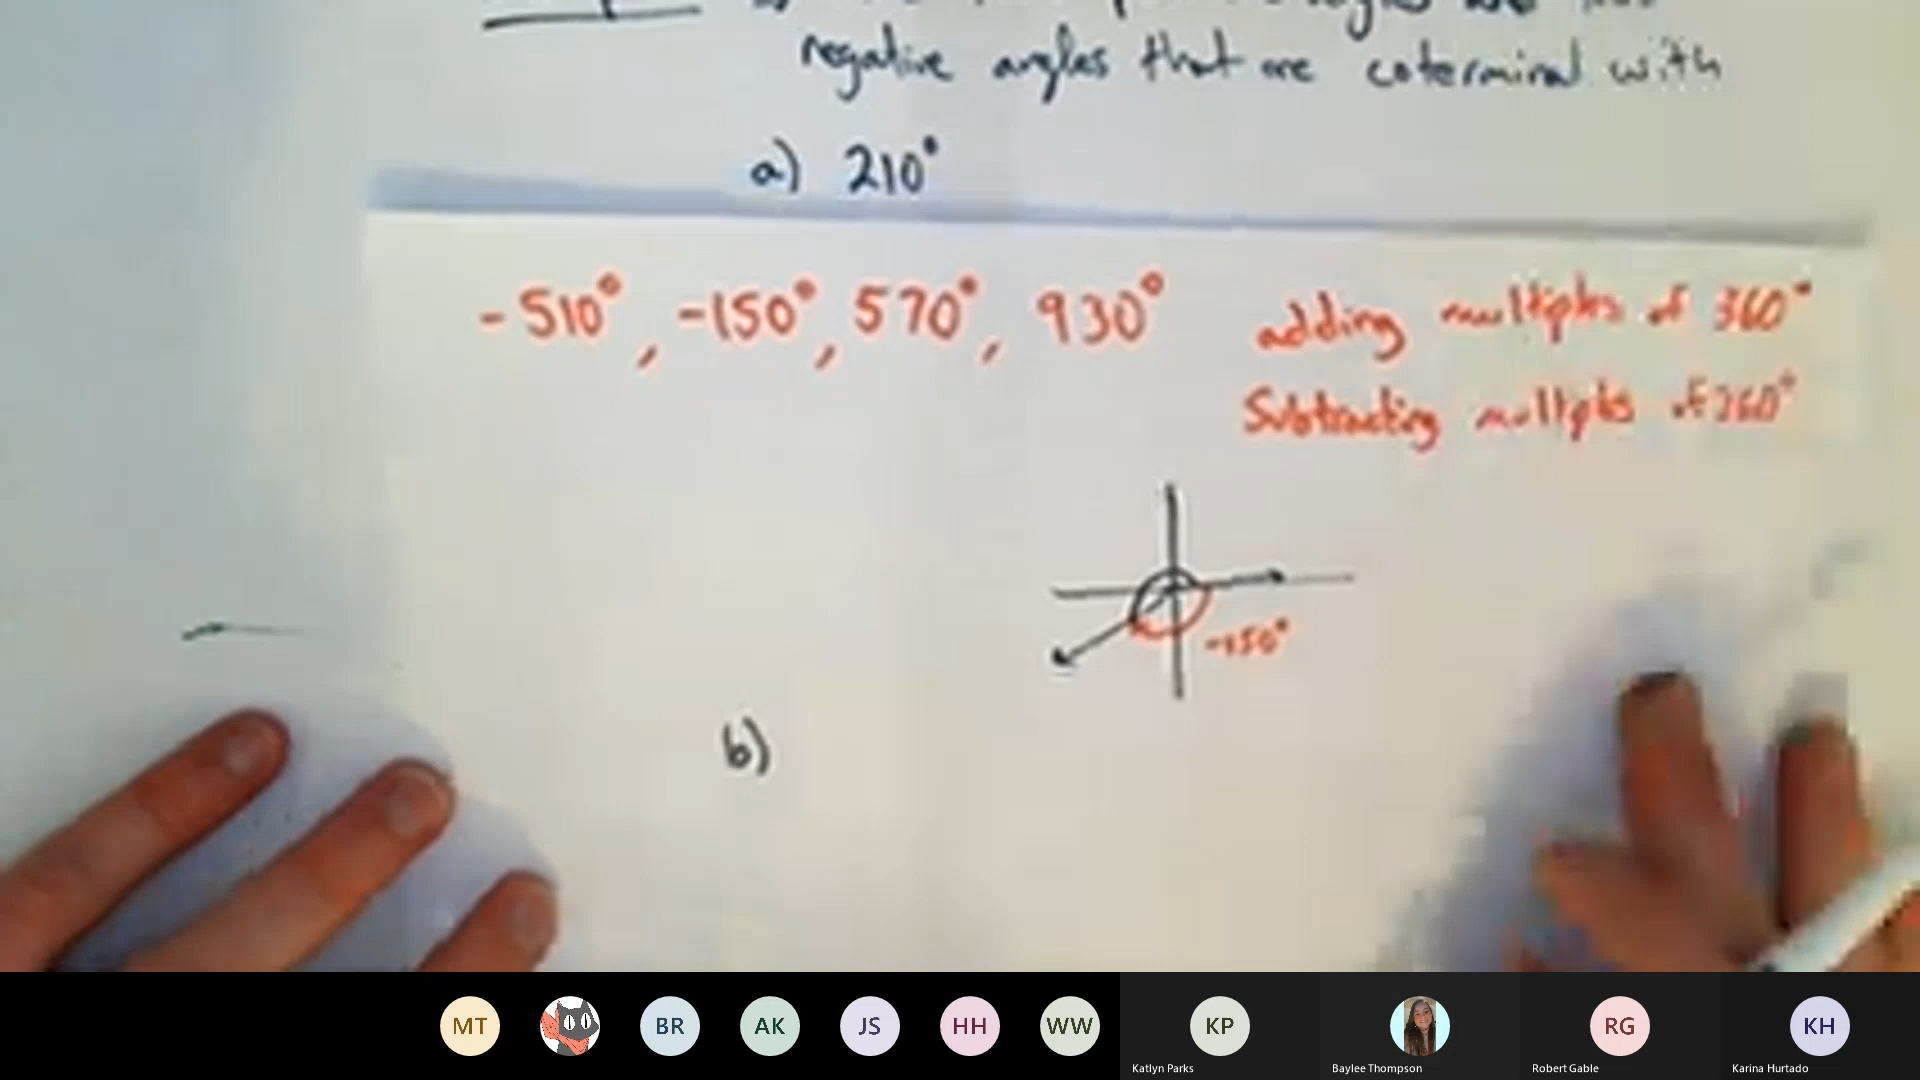 negative angles that are coterminal with
a) 210°
-510°, -150°, 570°, 930°
adding multiples of 360°
Subtracting multiples of 360°
-150°
b)
MT BR AK JS HH WW KP RG KH
Katlyn Parks Baylee Thompson Robert Gable Karina Hurtado